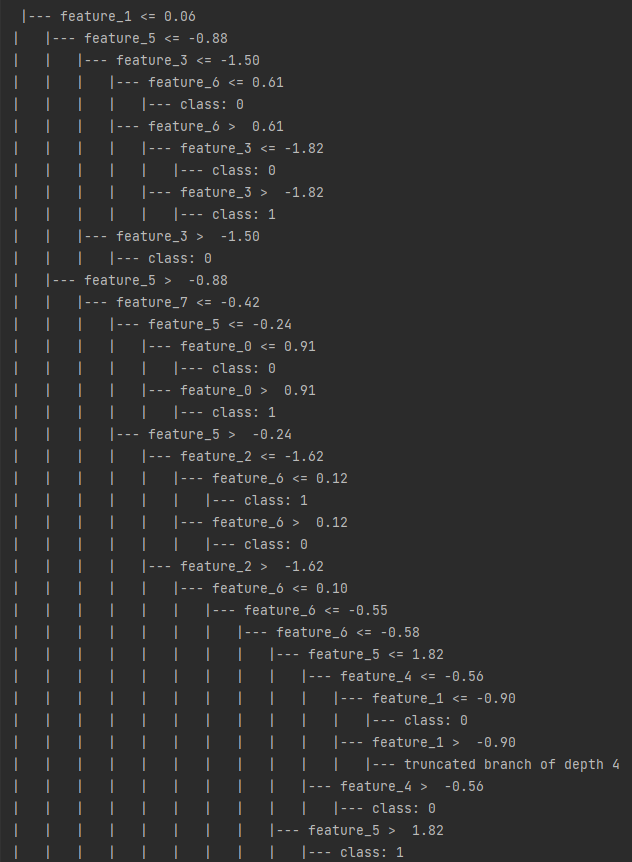 |--- feature_1 <= 0.06
|   |--- feature_5 <= -0.88
|   |   |--- feature_3 <= -1.50
|   |   |   |--- feature_6 <= 0.61
|   |   |   |   |--- class: 0
|   |   |   |--- feature_6 >  0.61
|   |   |   |   |--- feature_3 <= -1.82
|   |   |   |   |   |--- class: 0
|   |   |   |   |--- feature_3 >  -1.82
|   |   |   |   |   |--- class: 1
|   |   |--- feature_3 >  -1.50
|   |   |   |--- class: 0
|   |--- feature_5 >  -0.88
|   |   |--- feature_7 <= -0.42
|   |   |   |--- feature_5 <= -0.24
|   |   |   |   |--- feature_0 <= 0.91
|   |   |   |   |   |--- class: 0
|   |   |   |   |--- feature_0 >  0.91
|   |   |   |   |   |--- class: 1
|   |   |   |--- feature_5 >  -0.24
|   |   |   |   |--- feature_2 <= -1.62
|   |   |   |   |   |--- feature_6 <= 0.12
|   |   |   |   |   |   |--- class: 1
|   |   |   |   |   |--- feature_6 >  0.12
|   |   |   |   |   |   |--- class: 0
|   |   |   |   |--- feature_2 >  -1.62
|   |   |   |   |   |--- feature_6 <= 0.10
|   |   |   |   |   |   |--- feature_6 <= -0.55
|   |   |   |   |   |   |   |--- feature_6 <= -0.58
|   |   |   |   |   |   |   |   |--- feature_5 <= 1.82
|   |   |   |   |   |   |   |   |   |--- feature_4 <= -0.56
|   |   |   |   |   |   |   |   |   |   |--- feature_1 <= -0.90
|   |   |   |   |   |   |   |   |   |   |   |--- class: 0
|   |   |   |   |   |   |   |   |   |   |--- feature_1 >  -0.90
|   |   |   |   |   |   |   |   |   |   |   |--- truncated branch of depth 4
|   |   |   |   |   |   |   |   |   |--- feature_4 >  -0.56
|   |   |   |   |   |   |   |   |   |   |--- class: 0
|   |   |   |   |   |   |   |   |--- feature_5 >  1.82
|   |   |   |   |   |   |   |   |   |--- class: 1